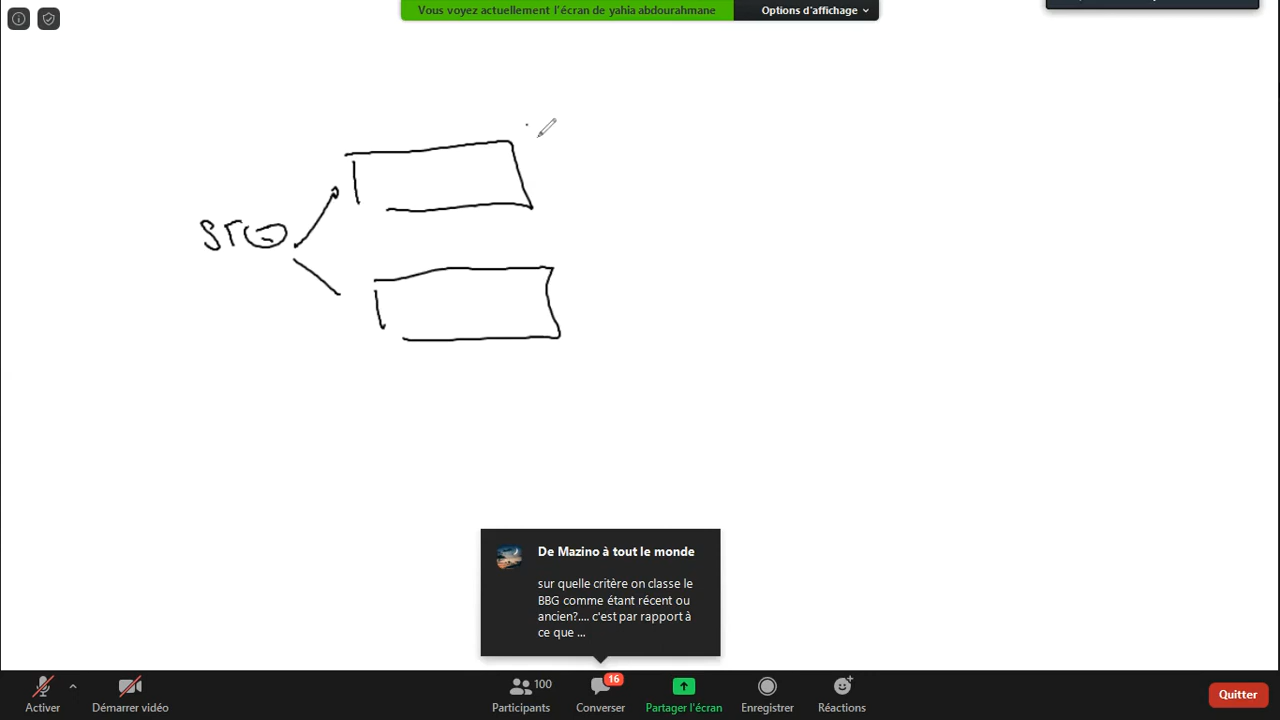 Vous voyez actuellement l'écran de yahia abdourahmane
Options d'affichage
ST
De Mazino à tout le monde
sur quelle critère on classe le
BBG comme étant récent ou
ancien?.... c'est par rapport à
ce que ...
Activer
Démarrer vidéo
Participants
100
Converser
16
Partager l'écran
Enregistrer
Réactions
Quitter